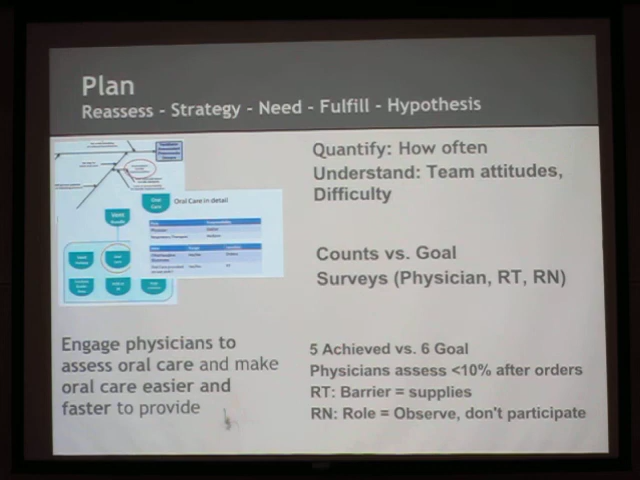 Plan
Reassess - Strategy - Need - Fulfill - Hypothesis
Quantify: How often
Understand: Team attitudes,
Difficulty
Oral
Care
Oral Care in detail
Counts vs. Goal
Surveys (Physician, RT, RN)
Engage physicians to
assess oral care and make
oral care easier and
faster to provide
5 Achieved vs. 6 Goal
Physicians assess <10% after orders
RT: Barrier = supplies
RN: Role = Observe, don't participate